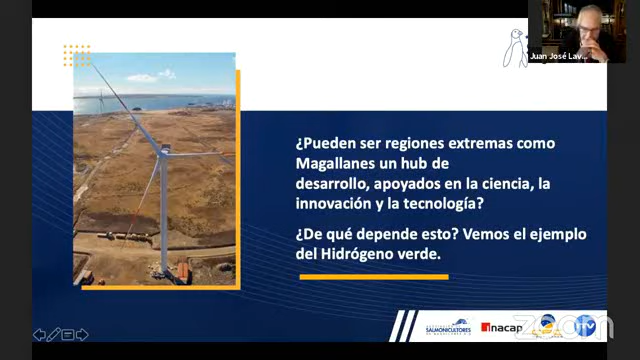 Juan José Lav...
¿Pueden ser regiones extremas como
Magallanes un hub de
desarrollo, apoyados en la ciencia, la
innovación y la tecnología?
¿De qué depende esto? Vemos el ejemplo
del Hidrógeno verde.
SALMONICULTORES
inacap
zoom
ITV